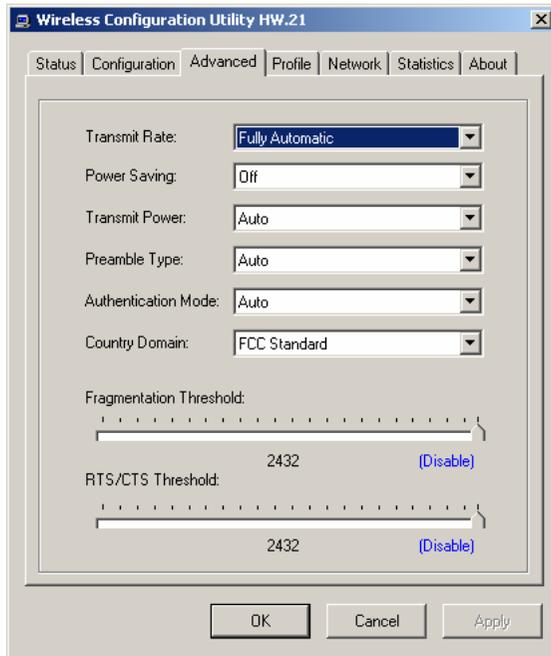 Wireless Configuration Utility HW.21
Status Configuration Advanced Profile Network Statistics About
Transmit Rate: Fully Automatic
Power Saving: Off
Transmit Power: Auto
Preamble Type: Auto
Authentication Mode: Auto
Country Domain: FCC Standard
Fragmentation Threshold:
2432 (Disable)
RTS/CTS Threshold:
2432 (Disable)
OK Cancel Apply